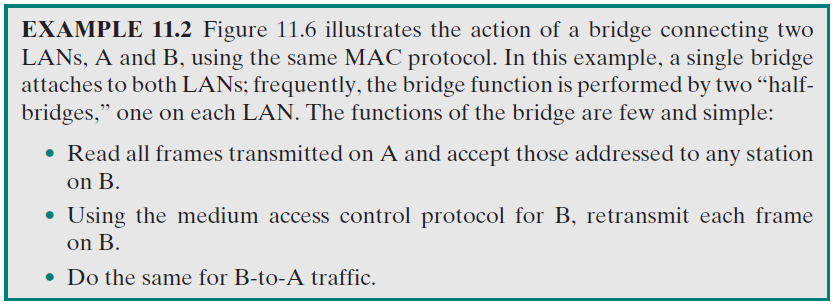 EXAMPLE 11.2 Figure 11.6 illustrates the action of a bridge connecting two
LANs, A and B, using the same MAC protocol. In this example, a single bridge
attaches to both LANs; frequently, the bridge function is performed by two “half-
bridges,” one on each LAN. The functions of the bridge are few and simple:
• Read all frames transmitted on A and accept those addressed to any station
on B.
• Using the medium access control protocol for B, retransmit each frame
on B.
• Do the same for B-to-A traffic.